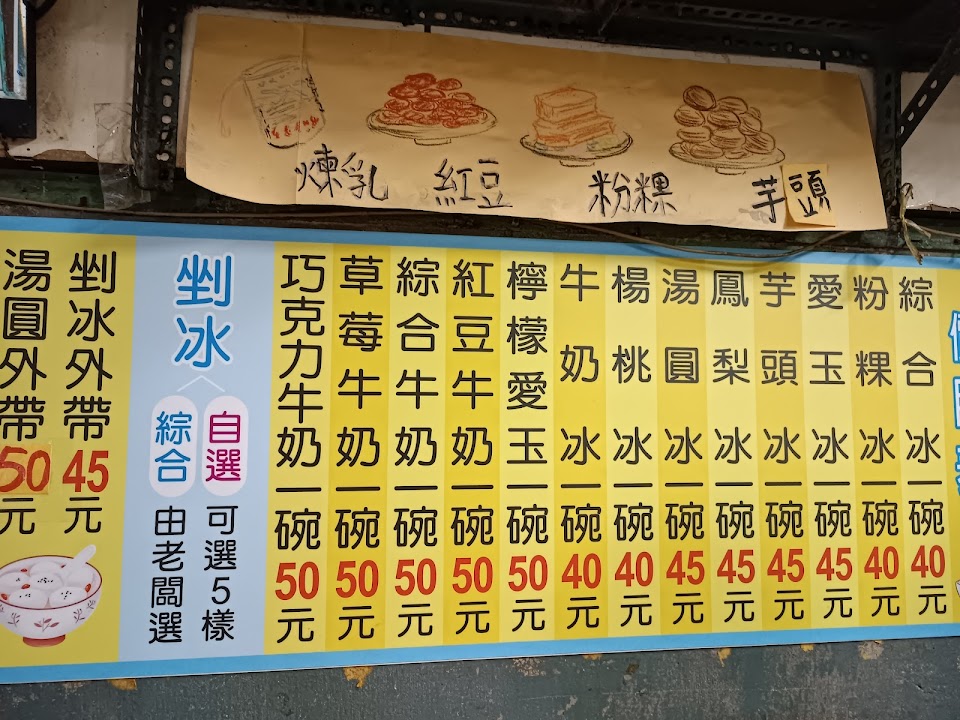 煉乳 紅豆 粉粿 芋頭
綜合冰一碗40元
粉粿冰一碗40元
愛玉冰一碗45元
芋頭冰一碗45元
鳳梨冰一碗45元
湯圓冰一碗45元
楊桃冰一碗40元
牛奶冰一碗40元
檸檬愛玉一碗50元
紅豆牛奶一碗50元
綜合牛奶一碗50元
草莓牛奶一碗50元
巧克力牛奶一碗50元
剉冰
自選 可選5樣
綜合 由老闆選
剉冰外帶45元
湯圓外帶50元